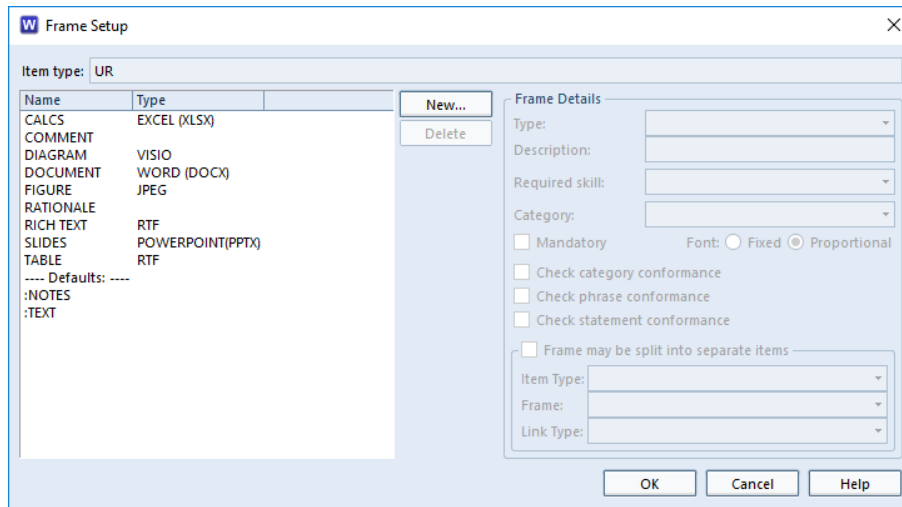 W Frame Setup
Item type: UR
Name Type
CALCS EXCEL (XLSX)
COMMENT
DIAGRAM VISIO
DOCUMENT WORD (DOCX)
FIGURE JPEG
RATIONALE
RICH TEXT RTF
SLIDES POWERPOINT(PPTX)
TABLE RTF
---- Defaults: ----
:NOTES
:TEXT
New...
Delete
Frame Details
Type:
Description:
Required skill:
Category:
Mandatory Font: Fixed Proportional
Check category conformance
Check phrase conformance
Check statement conformance
Frame may be split into separate items
Item Type:
Frame:
Link Type:
OK Cancel Help